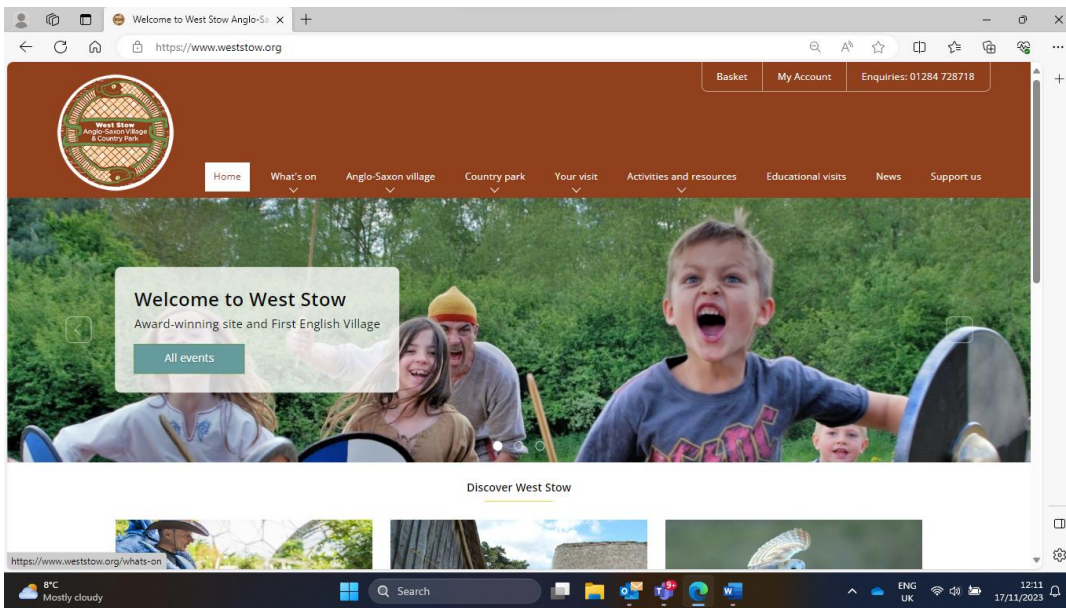 Welcome to West Stow Anglo-Sa
https://www.weststow.org
Basket
My Account
Enquiries: 01284 728718
West Stow
Anglo-Saxon Village
& Country Park
Home
What's on
Anglo-Saxon village
Country park
Your visit
Activities and resources
Educational visits
News
Support us
Welcome to West Stow
Award-winning site and First English Village
All events
Discover West Stow
https://www.weststow.org/whats-on
8°C
Mostly cloudy
Search
9+
ENG
UK
12:11
17/11/2023